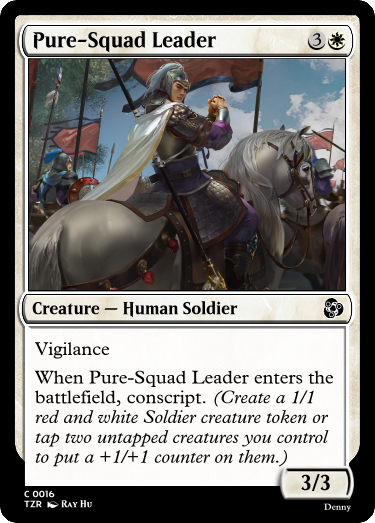 Pure-Squad Leader 3
Creature — Human Soldier
Vigilance
When Pure-Squad Leader enters the
battlefield, conscript. (Create a 1/1
red and white Soldier creature token or
tap two untapped creatures you control
to put a +1/+1 counter on them.)
3/3
C 0016
TZR Ray Hu
Denny